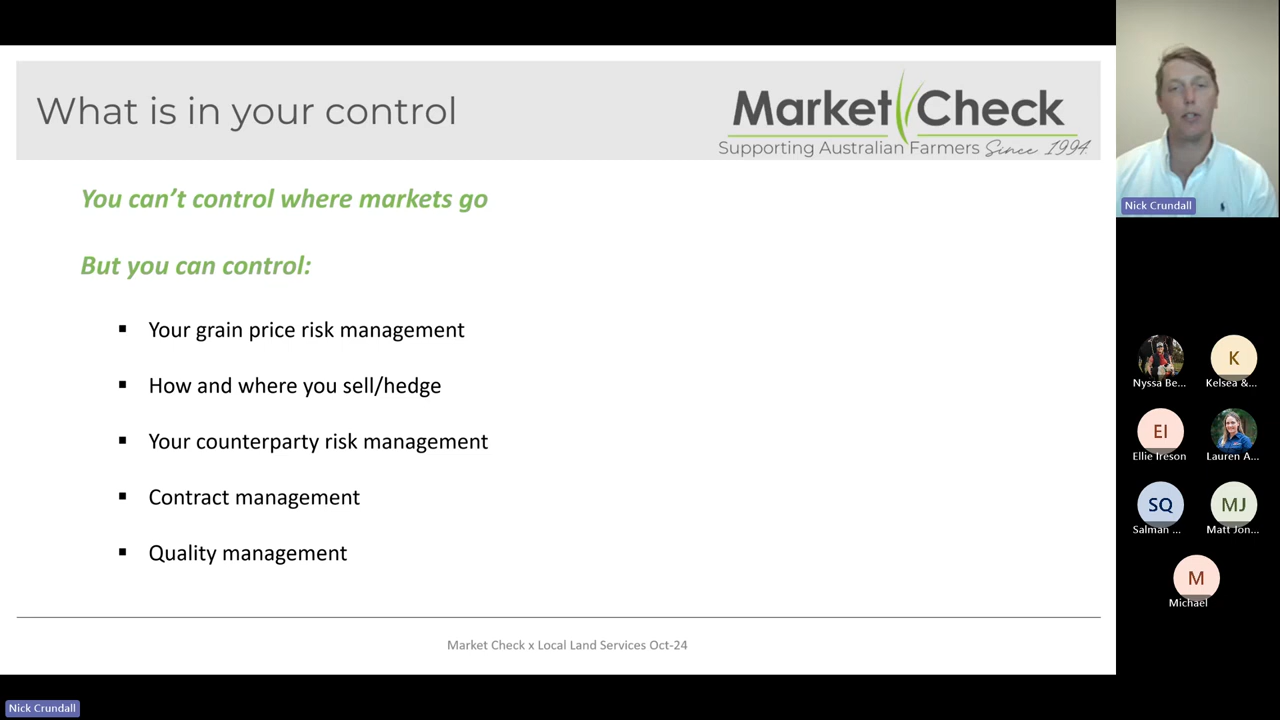 What is in your control
Market Check
Supporting Australian Farmers Since 1994.
You can't control where markets go
But you can control:
▪ Your grain price risk management
▪ How and where you sell/hedge
▪ Your counterparty risk management
▪ Contract management
▪ Quality management
Market Check x Local Land Services Oct-24
Nick Crundall
Nyssa Be...
K
Kelsea &...
EI
Ellie Ireson
Lauren A...
SQ
Salman ...
MJ
Matt Jon...
M
Michael
Nick Crundall